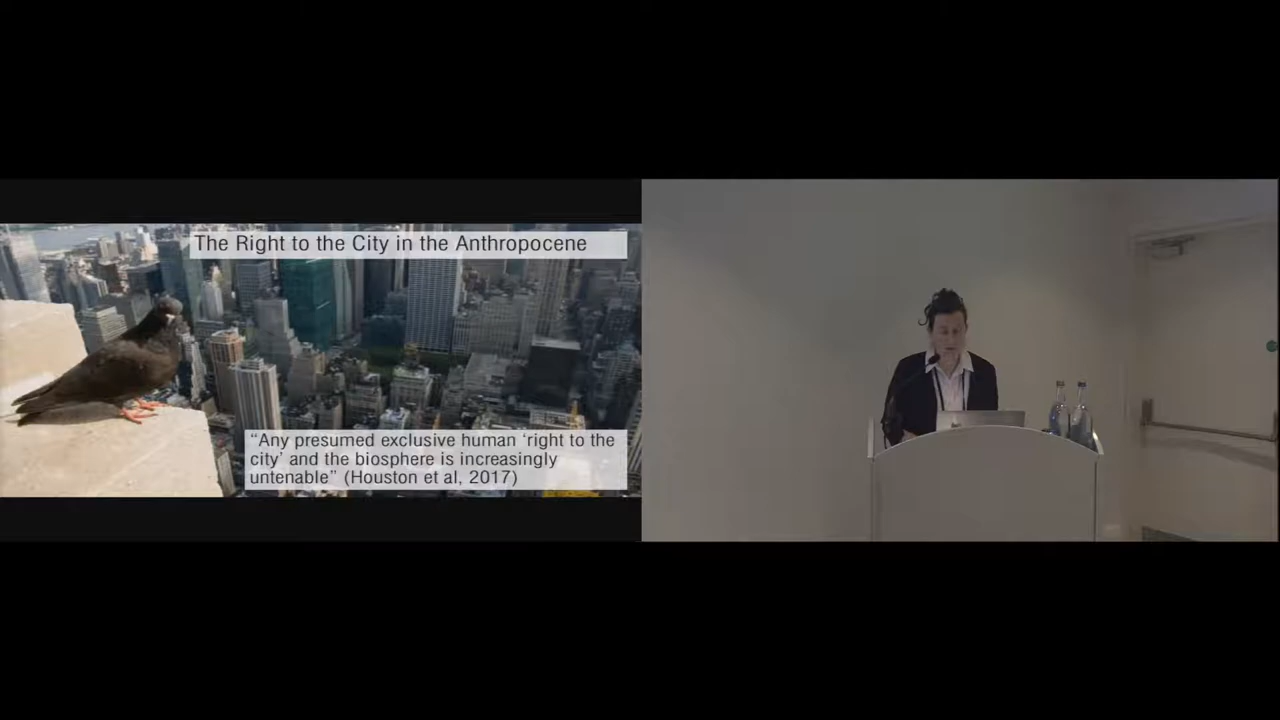 The Right to the City in the Anthropocene
“Any presumed exclusive human ‘right to the
city’ and the biosphere is increasingly
untenable” (Houston et al, 2017)